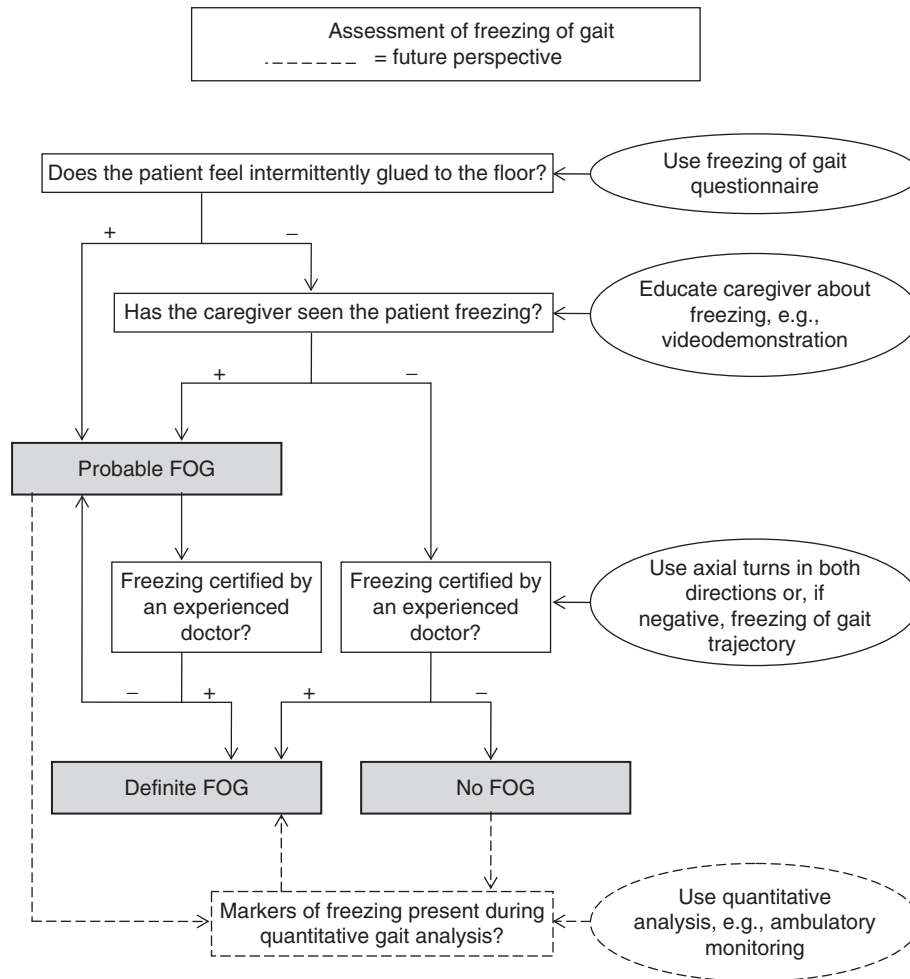 Assessment of freezing of gait
= future perspective
Does the patient feel intermittently glued to the floor?
Use freezing of gait
questionnaire
+
–
Has the caregiver seen the patient freezing?
Educate caregiver about
freezing, e.g.,
videodemonstration
+
–
Probable FOG
Freezing certified by
an experienced
doctor?
Freezing certified by
an experienced
doctor?
Use axial turns in both
directions or, if
negative, freezing of gait
trajectory
–
+
+
–
Definite FOG
No FOG
Markers of freezing present during
quantitative gait analysis?
Use quantitative
analysis, e.g., ambulatory
monitoring